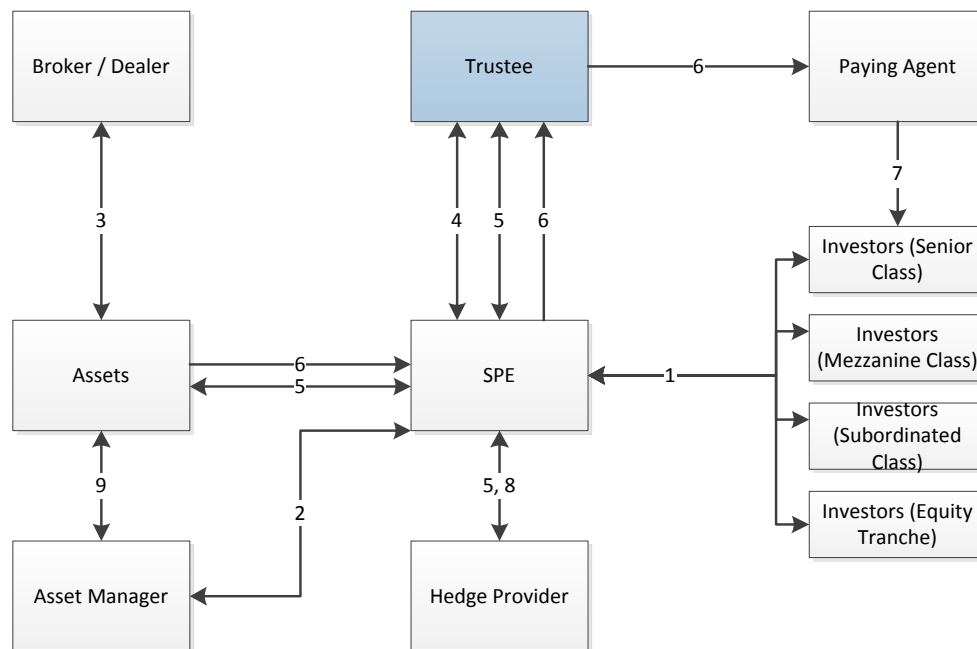 Broker / Dealer
Trustee
6
Paying Agent
7
3
4
5
6
Investors (Senior
Class)
Investors
(Mezzanine Class)
Assets
6
5
SPE
1
Investors
(Subordinated
Class)
9
2
5, 8
Investors (Equity
Tranche)
Asset Manager
Hedge Provider